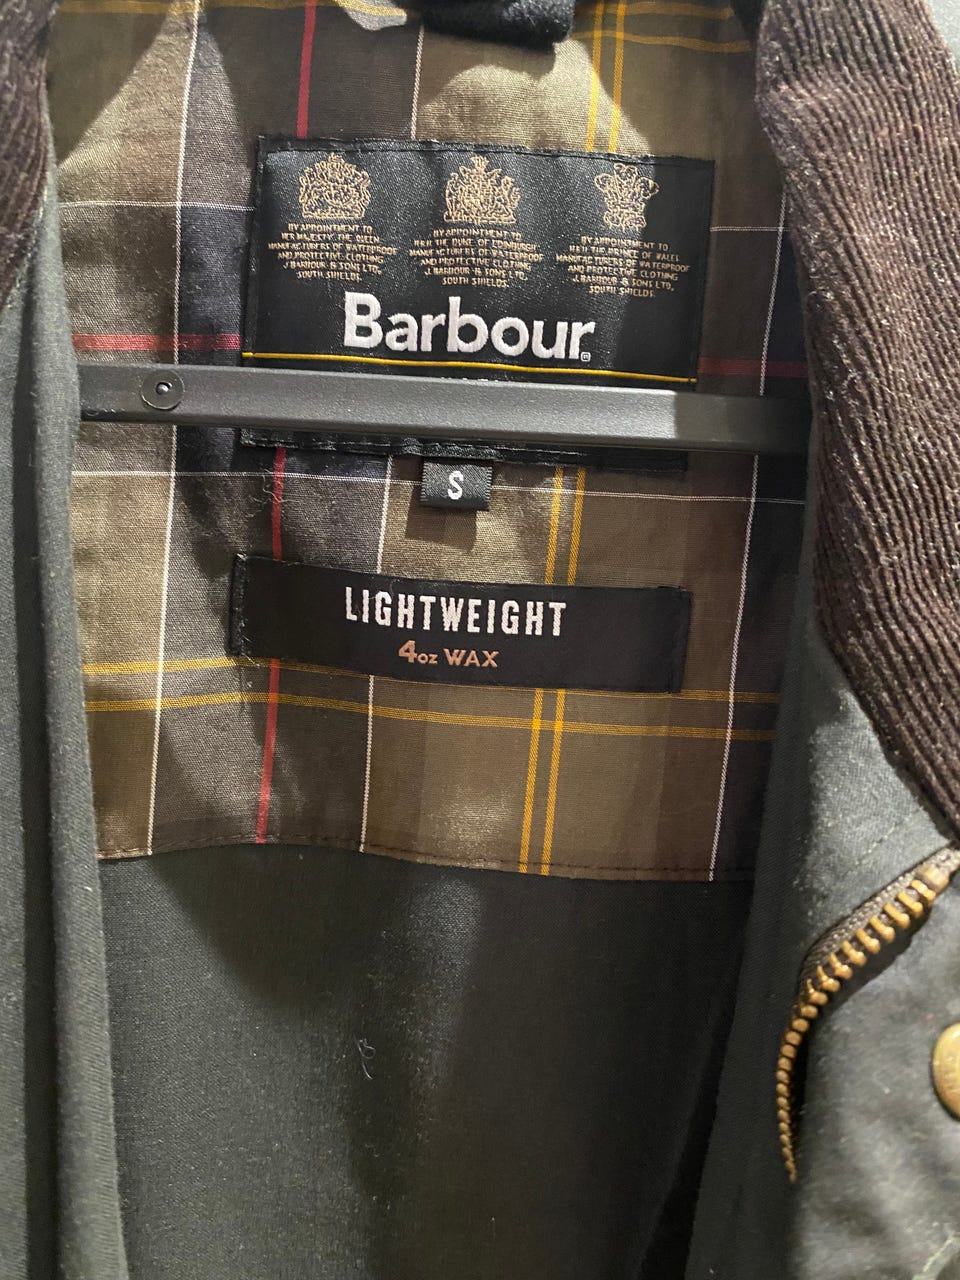 BY APPOINTMENT TO
HER MAJESTY THE QUEEN
MANUFACTURERS OF WATERPROOF
AND PROTECTIVE CLOTHING
J. BARBOUR & SONS LTD.
SOUTH SHIELDS.
BY APPOINTMENT TO
H.R.H. THE DUKE OF EDINBURGH
MANUFACTURERS OF WATERPROOF
AND PROTECTIVE CLOTHING
J. BARBOUR & SONS LTD.
SOUTH SHIELDS.
BY APPOINTMENT TO
H.R.H. THE PRINCE OF WALES
MANUFACTURERS OF WATERPROOF
AND PROTECTIVE CLOTHING
J. BARBOUR & SONS LTD.
SOUTH SHIELDS.
Barbour
S
LIGHTWEIGHT
4oz WAX